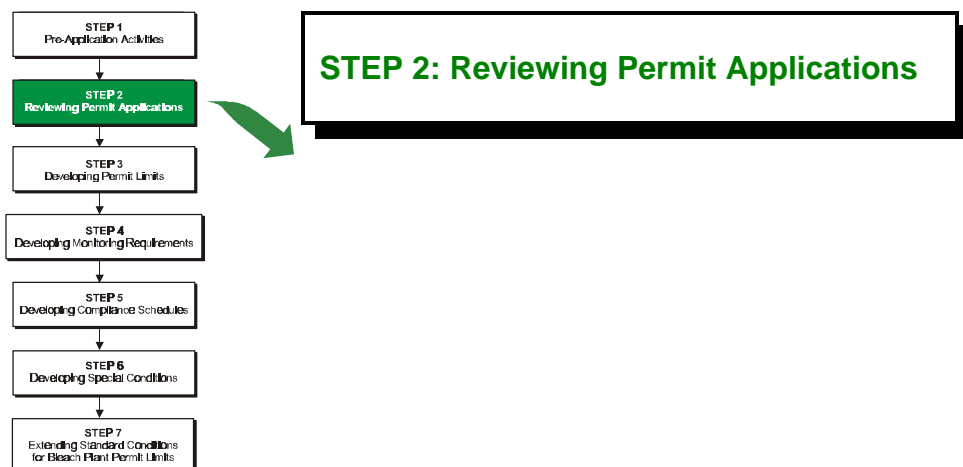 STEP 1
Pre-Application Activities
STEP 2
Reviewing Permit Applications
STEP 3
Developing Permit Limits
STEP 4
Developing Monitoring Requirements
STEP 5
Developing Compliance Schedules
STEP 6
Developing Special Conditions
STEP 7
Extending Standard Conditions
for Bleach Plant Permit Limits
STEP 2: Reviewing Permit Applications